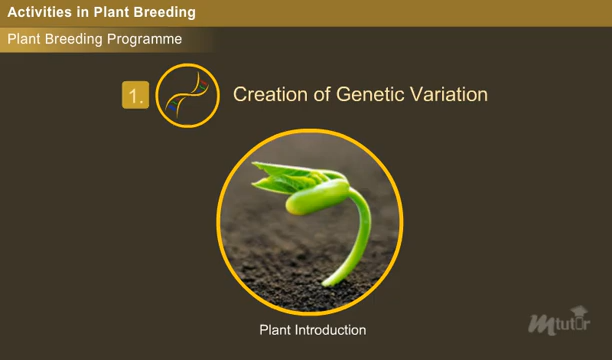 Activities in Plant Breeding
Plant Breeding Programme
1.
Creation of Genetic Variation
Plant Introduction
Mtutor